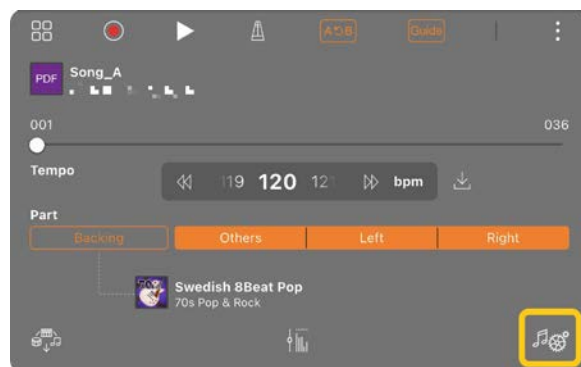 A B Guide
PDF Song_A
001 036
Tempo
119 120 12 bpm
Part
Backing Others Left Right
Swedish 8Beat Pop
70s Pop & Rock